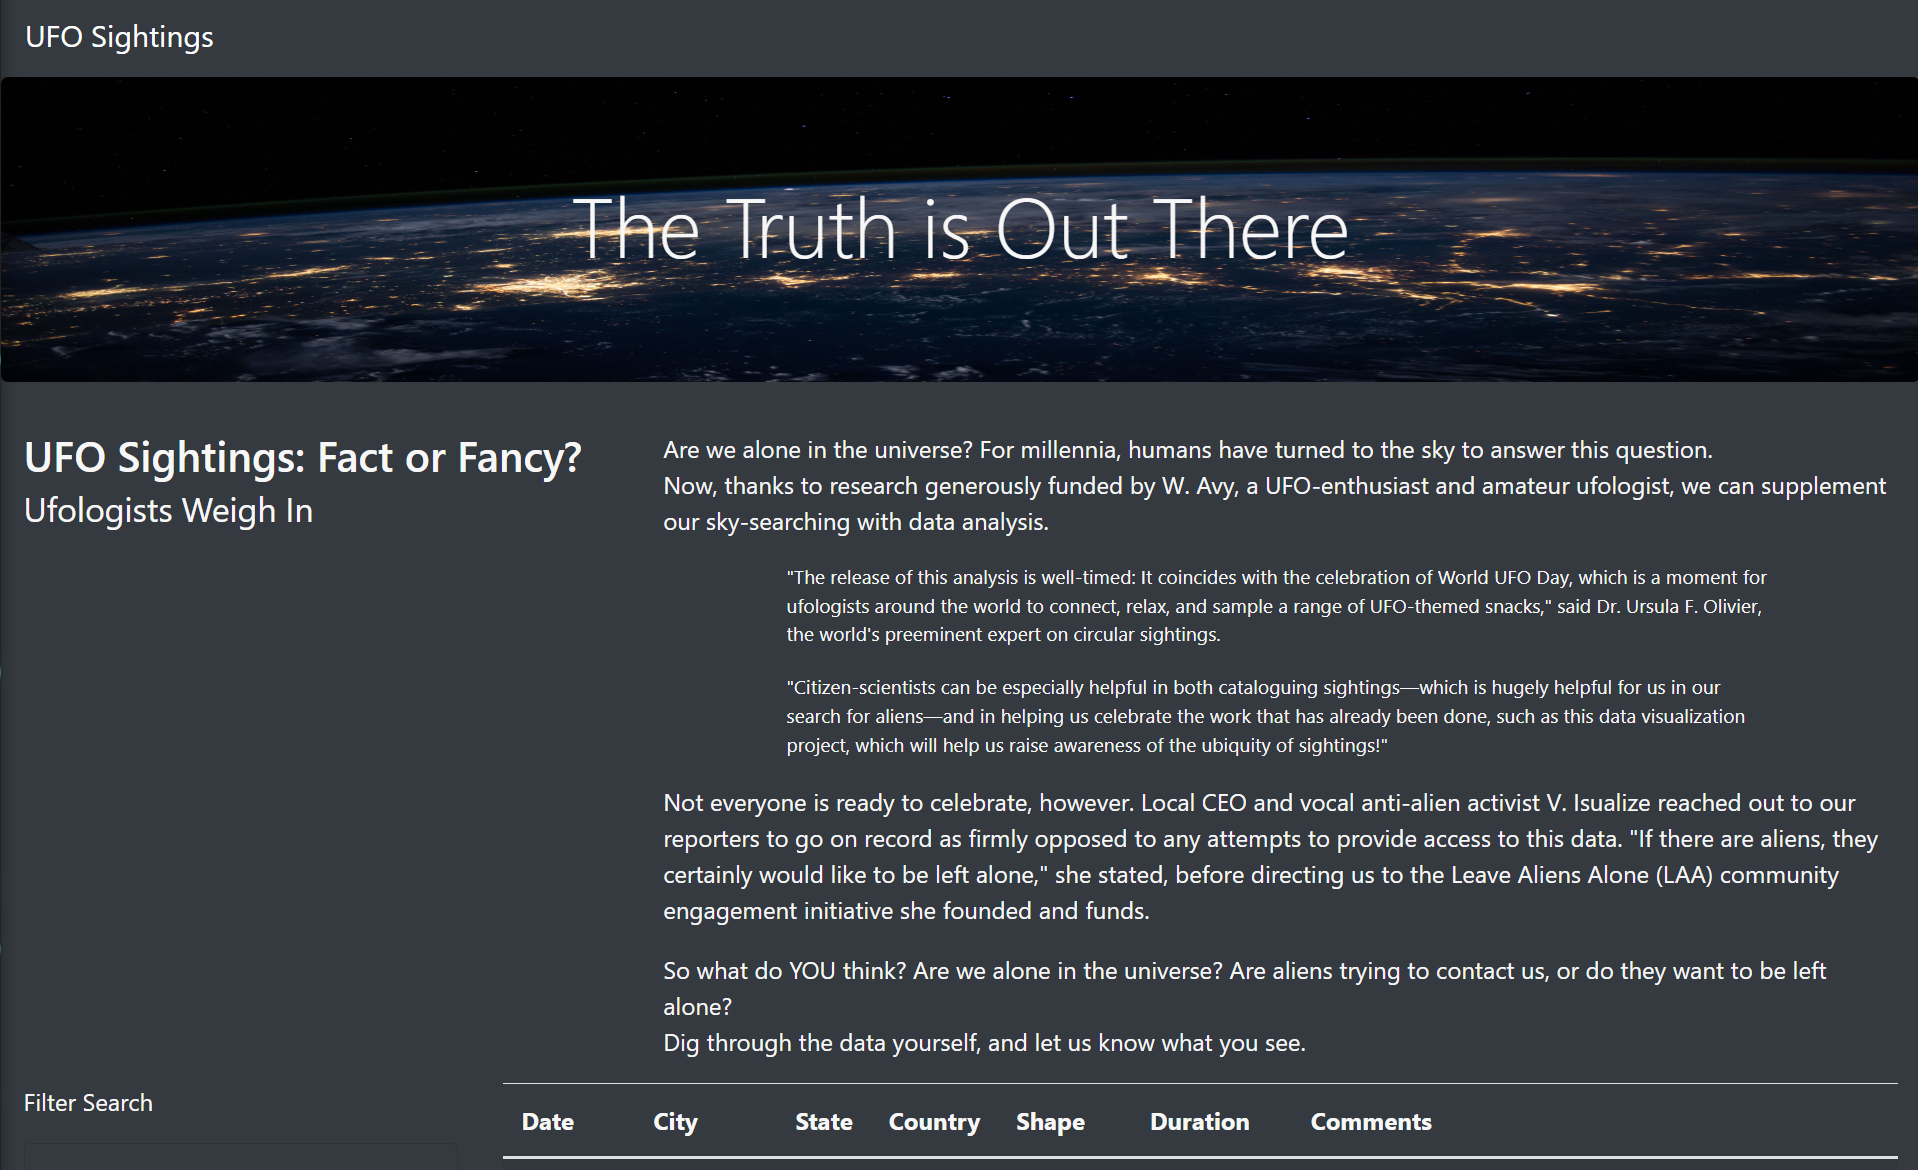 UFO Sightings
The Truth is Out There
UFO Sightings: Fact or Fancy?
Ufologists Weigh In
Are we alone in the universe? For millennia, humans have turned to the sky to answer this question.
Now, thanks to research generously funded by W. Avy, a UFO-enthusiast and amateur ufologist, we can supplement
our sky-searching with data analysis.
"The release of this analysis is well-timed: It coincides with the celebration of World UFO Day, which is a moment for
ufologists around the world to connect, relax, and sample a range of UFO-themed snacks," said Dr. Ursula F. Olivier,
the world's preeminent expert on circular sightings.
"Citizen-scientists can be especially helpful in both cataloguing sightings—which is hugely helpful for us in our
search for aliens—and in helping us celebrate the work that has already been done, such as this data visualization
project, which will help us raise awareness of the ubiquity of sightings!"
Not everyone is ready to celebrate, however. Local CEO and vocal anti-alien activist V. Isualize reached out to our
reporters to go on record as firmly opposed to any attempts to provide access to this data. "If there are aliens, they
certainly would like to be left alone," she stated, before directing us to the Leave Aliens Alone (LAA) community
engagement initiative she founded and funds.
So what do YOU think? Are we alone in the universe? Are aliens trying to contact us, or do they want to be left
alone?
Dig through the data yourself, and let us know what you see.
Filter Search
Date City State Country Shape Duration Comments